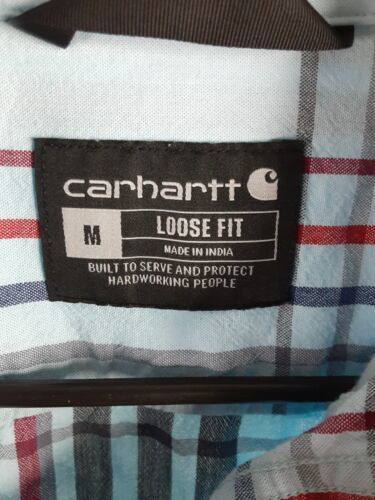 carhartt
M
LOOSE FIT
MADE IN INDIA
BUILT TO SERVE AND PROTECT
HARDWORKING PEOPLE